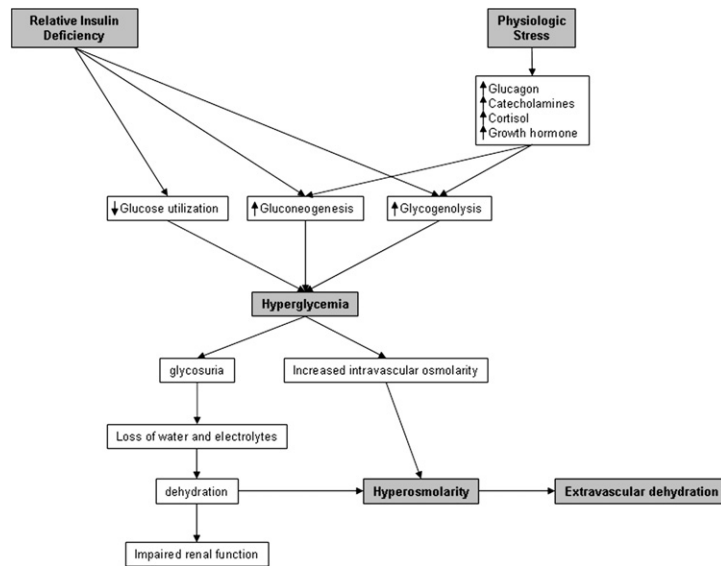 Relative Insulin
Deficiency
Physiologic
Stress
Glucagon
Catecholamines
Cortisol
Growth hormone
Glucose utilization
Gluconeogenesis
Glycogenolysis
Hyperglycemia
glycosuria
Increased intravascular osmolarity
Loss of water and electrolytes
dehydration
Hyperosmolarity
Extravascular dehydration
Impaired renal function